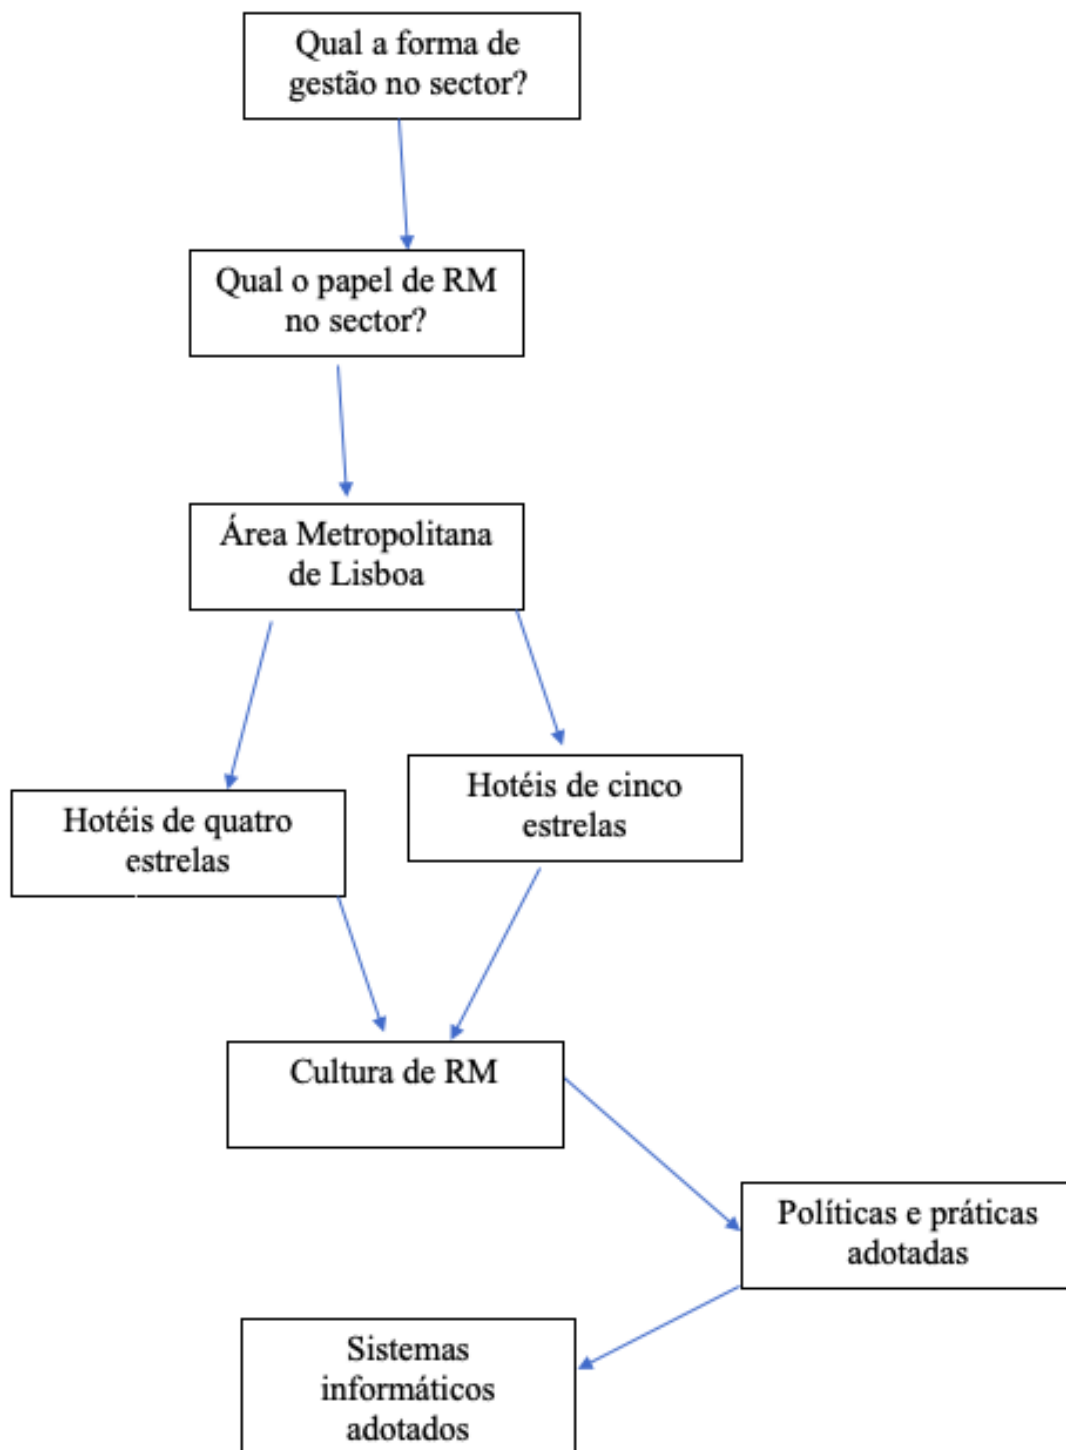 Qual a forma de
gestão no sector?
Qual o papel de RM
no sector?
Área Metropolitana
de Lisboa
Hotéis de quatro
estrelas
Hotéis de cinco
estrelas
Cultura de RM
Políticas e práticas
adotadas
Sistemas
informáticos
adotados